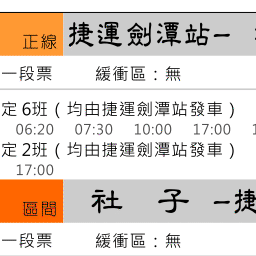 正線 捷運劍潭站－
一段票 緩衝區：無
定 6班（均由捷運劍潭站發車）
06:20 07:30 10:00 17:00 1
定 2班（均由捷運劍潭站發車）
17:00
區間 社 子 －捷
一段票 緩衝區：無